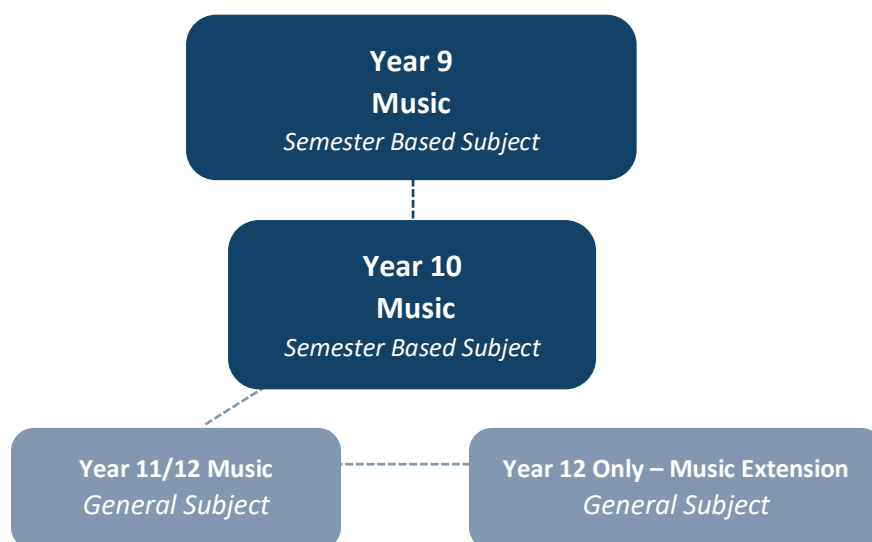 Year 9
Music
Semester Based Subject
Year 10
Music
Semester Based Subject
Year 11/12 Music
General Subject
Year 12 Only – Music Extension
General Subject